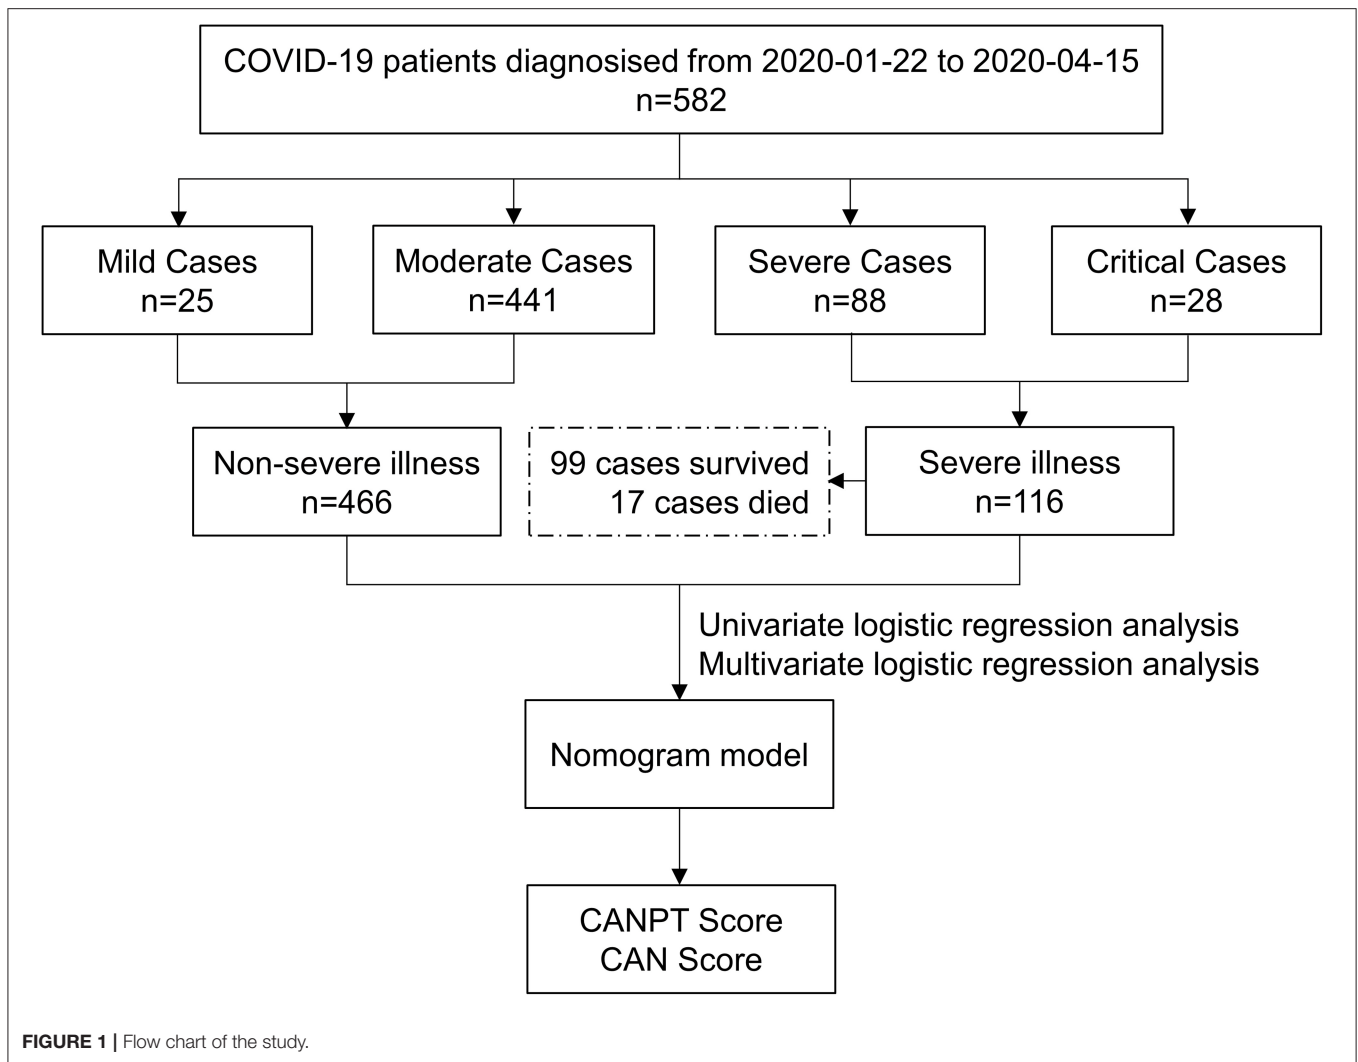 COVID-19 patients diagnosised from 2020-01-22 to 2020-04-15
n=582
Mild Cases
n=25
Moderate Cases
n=441
Severe Cases
n=88
Critical Cases
n=28
Non-severe illness
n=466
99 cases survived
17 cases died
Severe illness
n=116
Univariate logistic regression analysis
Multivariate logistic regression analysis
Nomogram model
CANPT Score
CAN Score
FIGURE 1 | Flow chart of the study.